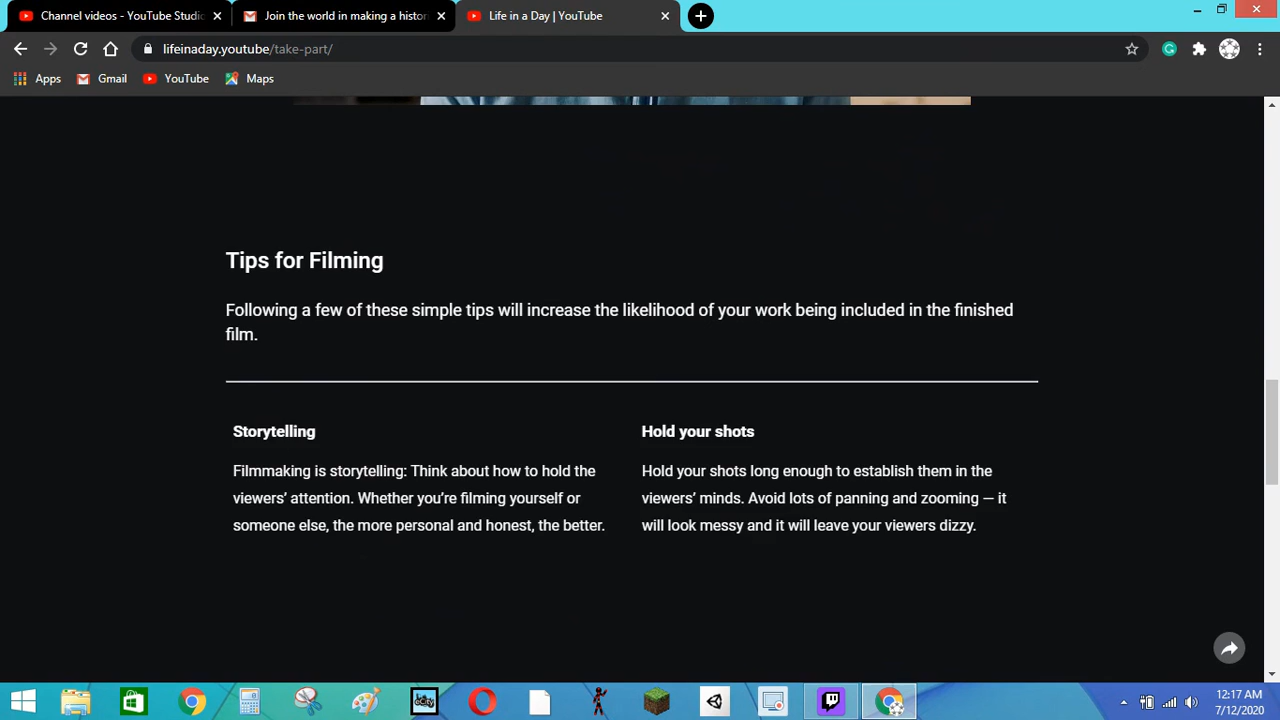 Channel videos - YouTube Studio
Join the world in making a histor
Life in a Day | YouTube
lifeinaday.youtube/take-part/
Apps
Gmail
YouTube
Maps
Tips for Filming
Following a few of these simple tips will increase the likelihood of your work being included in the finished
film.
Storytelling
Filmmaking is storytelling: Think about how to hold the
viewers’ attention. Whether you’re filming yourself or
someone else, the more personal and honest, the better.
Hold your shots
Hold your shots long enough to establish them in the
viewers’ minds. Avoid lots of panning and zooming — it
will look messy and it will leave your viewers dizzy.
12:17 AM
7/12/2020